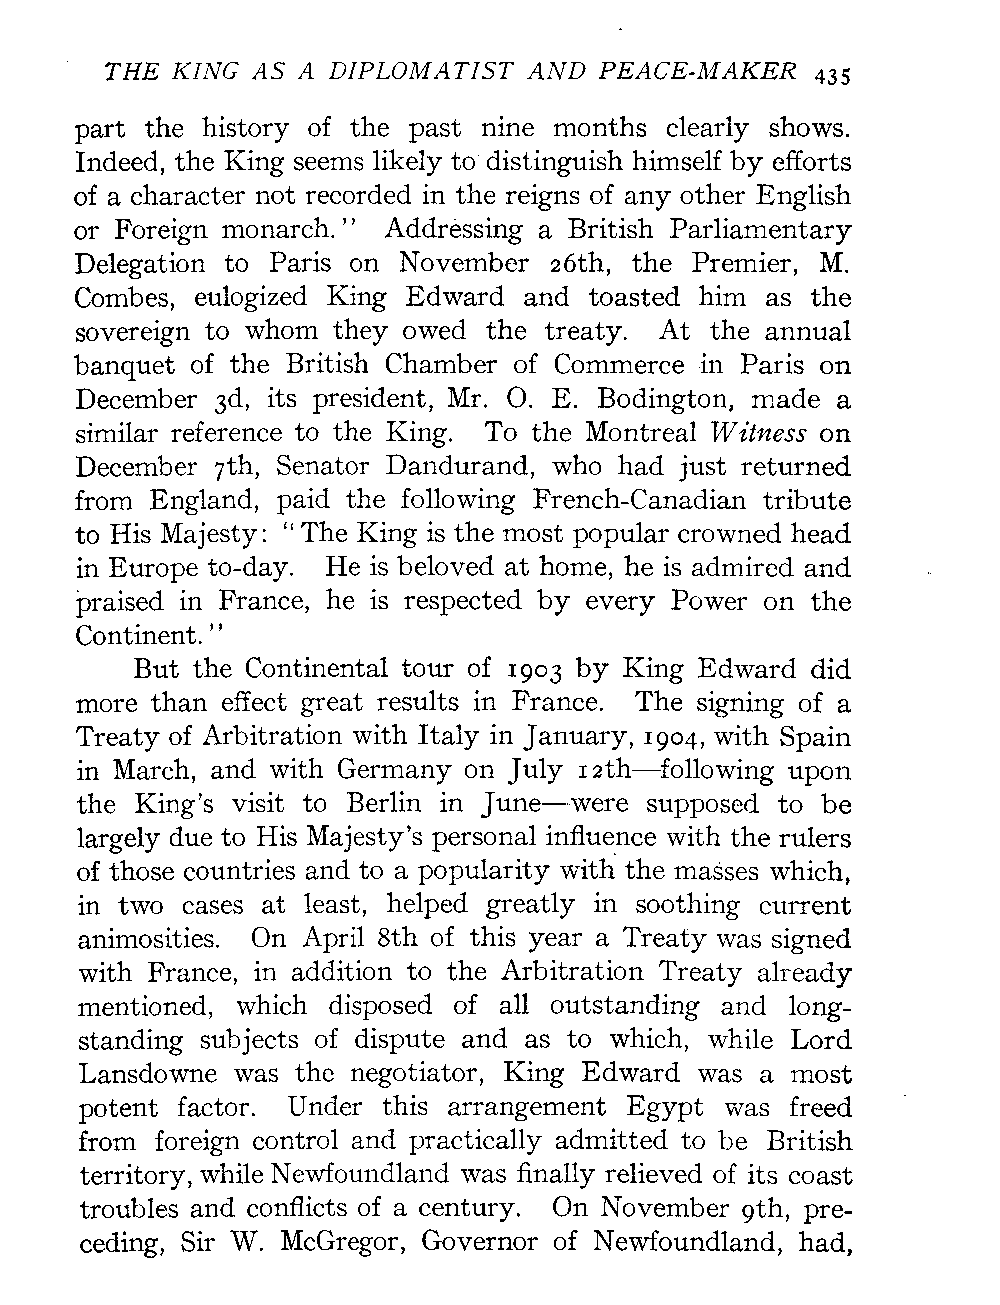 THE KING AS A DIPLOMATIST AND PEACE-MAKER 435
part the history of the past nine months clearly shows.
Indeed, the King seems likely to distinguish himself by efforts
of a character not recorded in the reigns of any other English
or Foreign monarch." Addressing a British Parliamentary
Delegation to Paris on November 26th, the Premier, M.
Combes, eulogized King Edward and toasted him as the
sovereign to whom they owed the treaty. At the annual
banquet of the British Chamber of Commerce in Paris on
December 3d, its president, Mr. O. E. Bodington, made a
similar reference to the King. To the Montreal Witness on
December 7th, Senator Dandurand, who had just returned
from England, paid the following French-Canadian tribute
to His Majesty: "The King is the most popular crowned head
in Europe to-day. He is beloved at home, he is admired and
praised in France, he is respected by every Power on the
Continent."
But the Continental tour of 1903 by King Edward did
more than effect great results in France. The signing of a
Treaty of Arbitration with Italy in January, 1904, with Spain
in March, and with Germany on July 12th—following upon
the King's visit to Berlin in June—were supposed to be
largely due to His Majesty's personal influence with the rulers
of those countries and to a popularity with the masses which,
in two cases at least, helped greatly in soothing current
animosities. On April 8th of this year a Treaty was signed
with France, in addition to the Arbitration Treaty already
mentioned, which disposed of all outstanding and long-
standing subjects of dispute and as to which, while Lord
Lansdowne was the negotiator, King Edward was a most
potent factor. Under this arrangement Egypt was freed
from foreign control and practically admitted to be British
territory, while Newfoundland was finally relieved of its coast
troubles and conflicts of a century. On November 9th, pre-
ceding, Sir W. McGregor, Governor of Newfoundland, had,